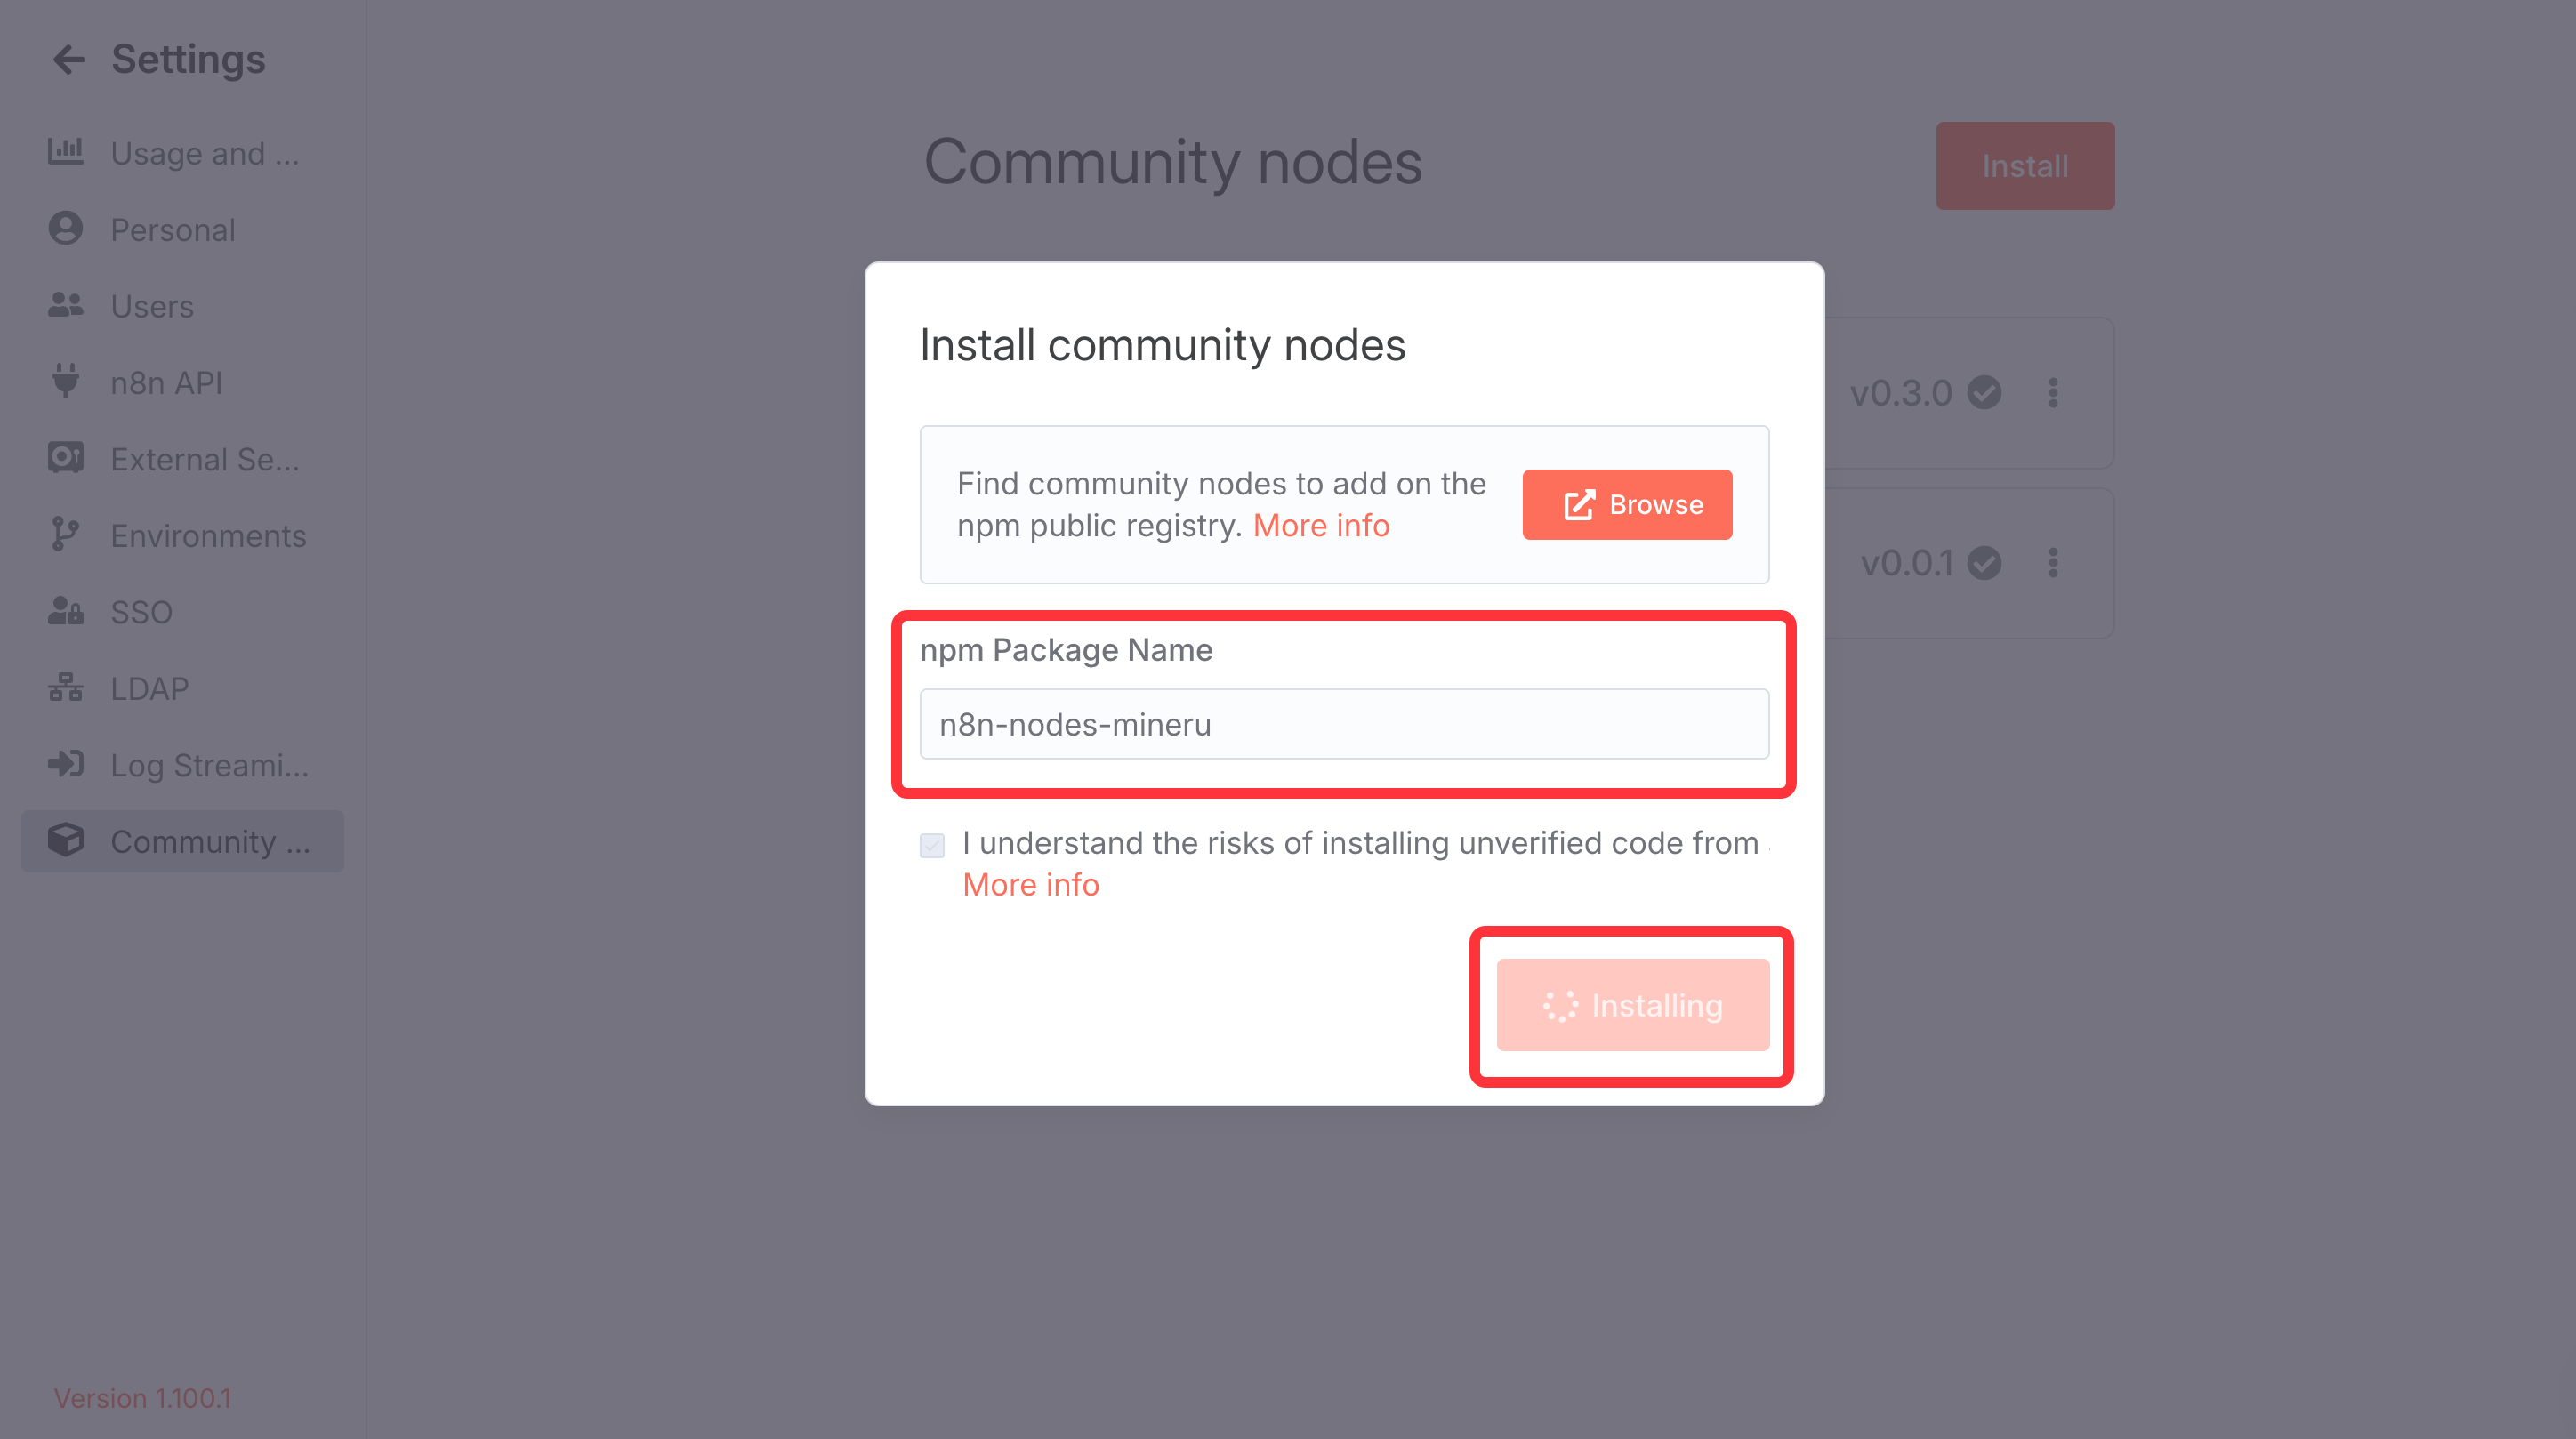 Settings
Usage and ...
Personal
Users
n8n API
External Se...
Environments
SSO
LDAP
Log Streami...
Community ...
Version 1.100.1
Community nodes
Install
v0.3.0
v0.0.1
Install community nodes
Find community nodes to add on the
npm public registry. More info
Browse
npm Package Name
n8n-nodes-mineru
I understand the risks of installing unverified code from
More info
Installing